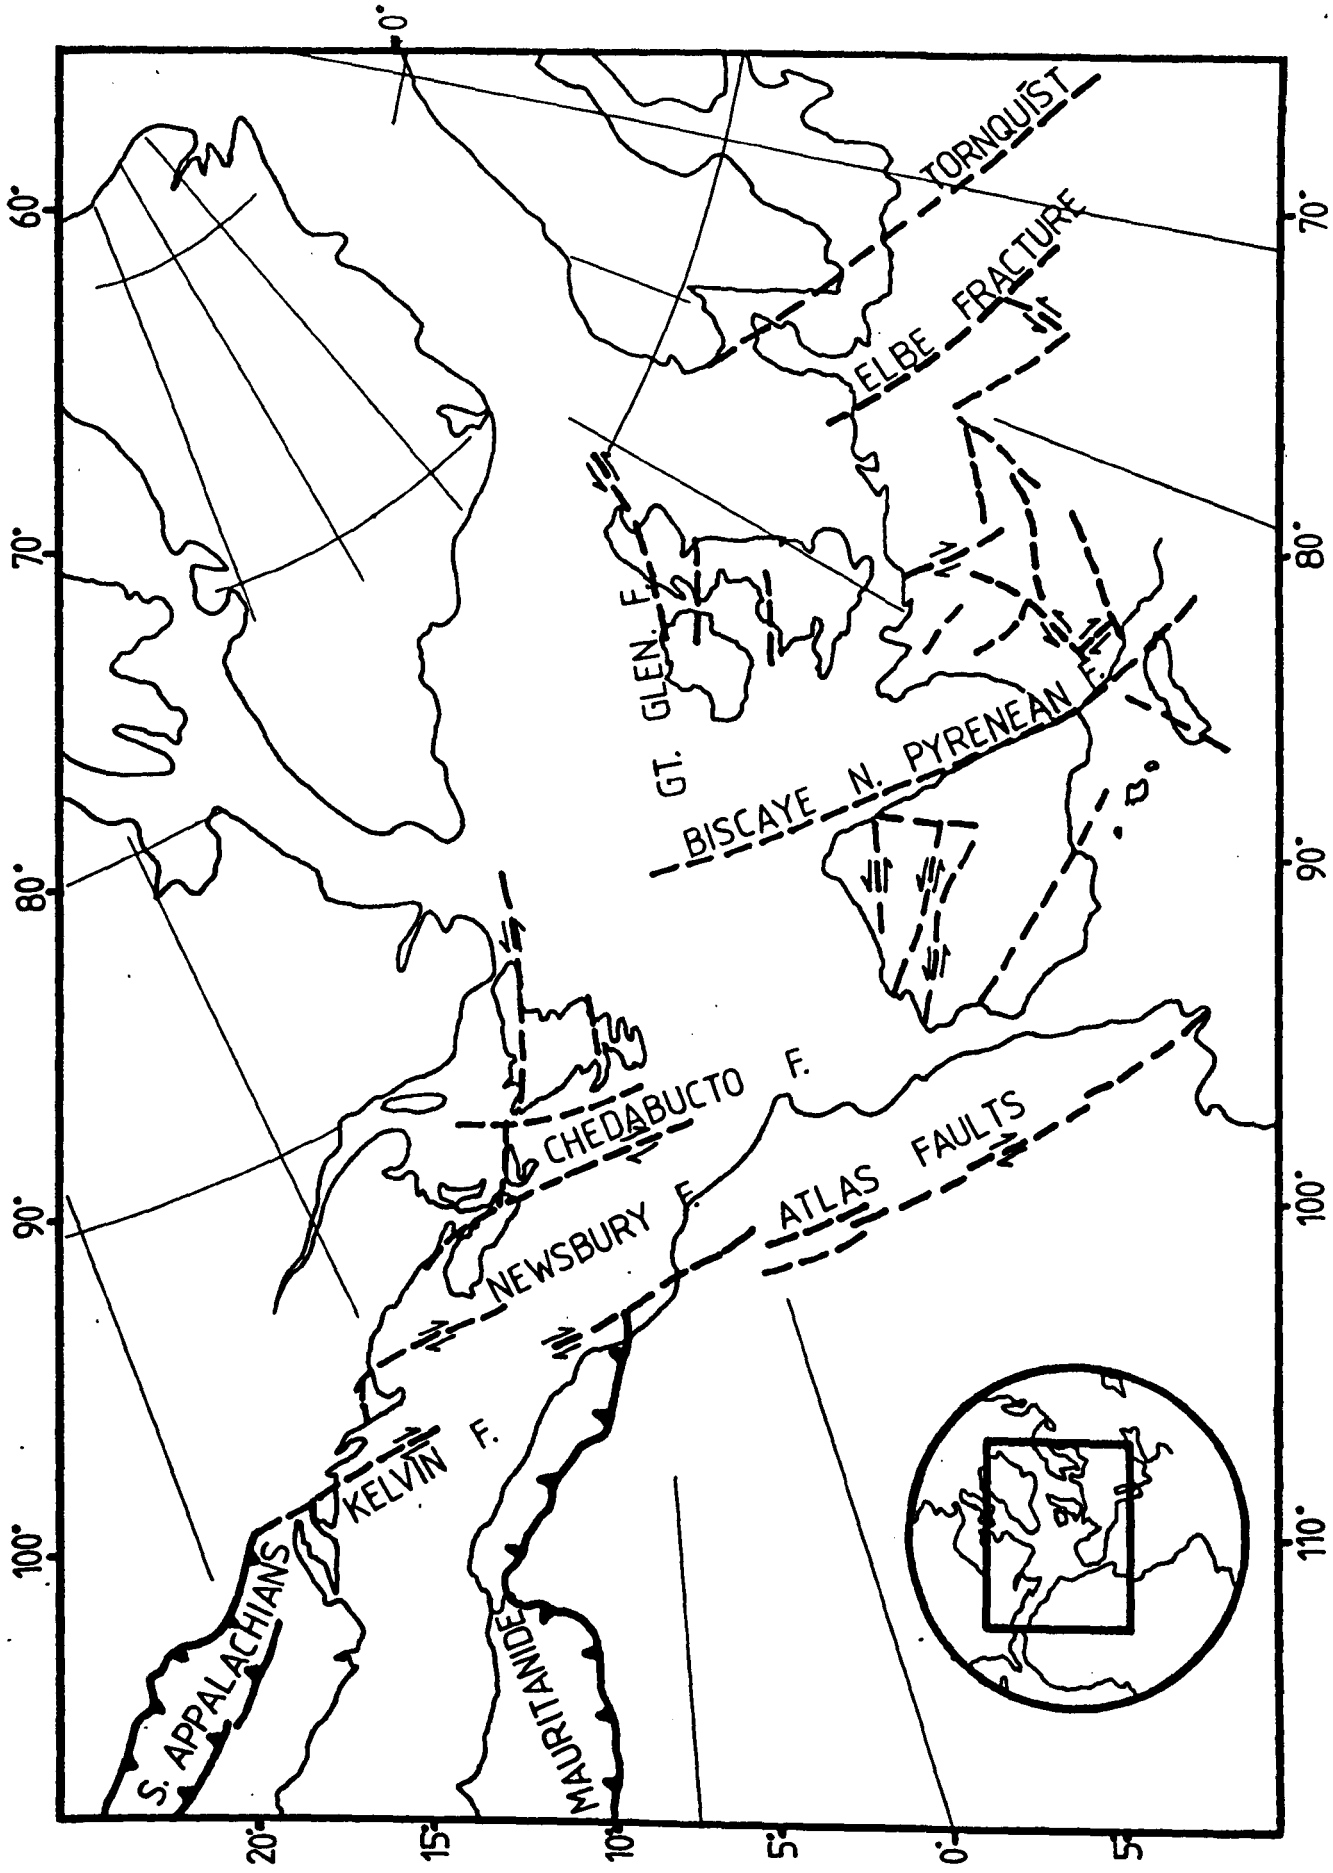 60°
70°
80°
90°
100°
0°
TORNQUIST
ELBE FRACTURE
GT. GLEN. F.
BISCAYE N. PYRENEAN F.
CHEDABUCTO F.
NEWSBURY F.
ATLAS FAULTS
KELVIN F.
S. APPALACHIANS
MAURITANIDE
70°
80°
90°
100°
110°
20°
15°
10°
5°
0°
5°